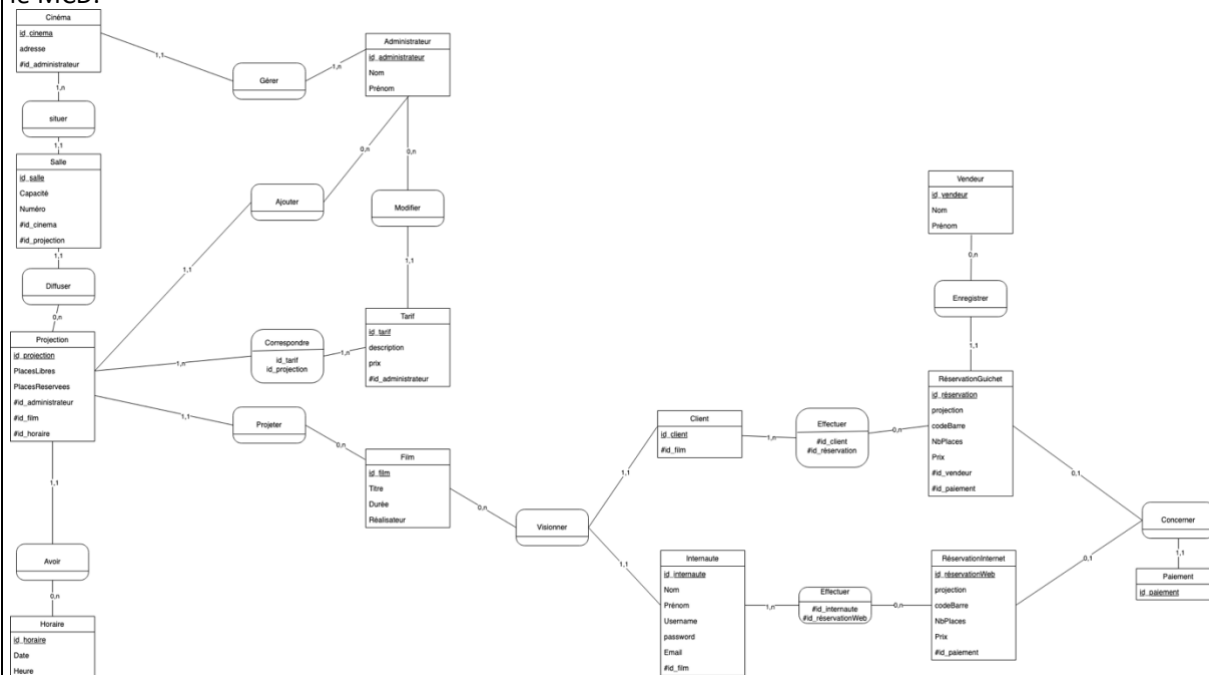 le MCD.
Cinéma
id_cinema
adresse
#id_administrateur
1,1
Gérer
1,n
Administrateur
id_administrateur
Nom
Prénom
1,n
situer
1,1
Salle
id_salle
Capacité
Numéro
#id_cinema
#id_projection
1,1
Diffuser
0,n
0,n
Ajouter
1,1
0,n
Modifier
1,1
Projection
id_projection
PlacesLibres
PlacesReservees
#id_administrateur
#id_film
#id_horaire
1,n
Correspondre
id_tarif
id_projection
1,n
Tarif
id_tarif
description
prix
#id_administrateur
1,1
Projeter
0,n
Film
id_film
Titre
Durée
Réalisateur
1,1
Avoir
0,n
Horaire
id_horaire
Date
Heure
0,n
Visionner
1,1
1,1
Client
id_client
#id_film
1,n
Effectuer
#id_client
#id_réservation
0,n
Vendeur
id_vendeur
Nom
Prénom
0,n
Enregistrer
1,1
RéservationGuichet
id_réservation
projection
codeBarre
NbPlaces
Prix
#id_vendeur
#id_paiement
0,1
Concerner
0,1
1,1
Paiement
id_paiement
Internaute
id_internaute
Nom
Prénom
Username
password
Email
#id_film
1,n
Effectuer
#id_internaute
#id_réservationWeb
0,n
RéservationInternet
id_réservationWeb
projection
codeBarre
NbPlaces
Prix
#id_paiement